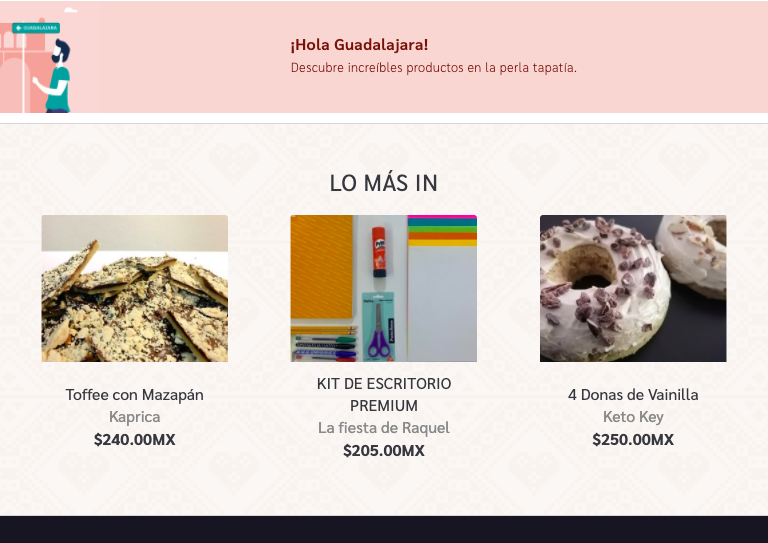 GUADALAJARA
¡Hola Guadalajara!
Descubre increíbles productos en la perla tapatía.
LO MÁS IN
Toffee con Mazapán
Kaprica
$240.00MX
KIT DE ESCRITORIO
PREMIUM
La fiesta de Raquel
$205.00MX
4 Donas de Vainilla
Keto Key
$250.00MX